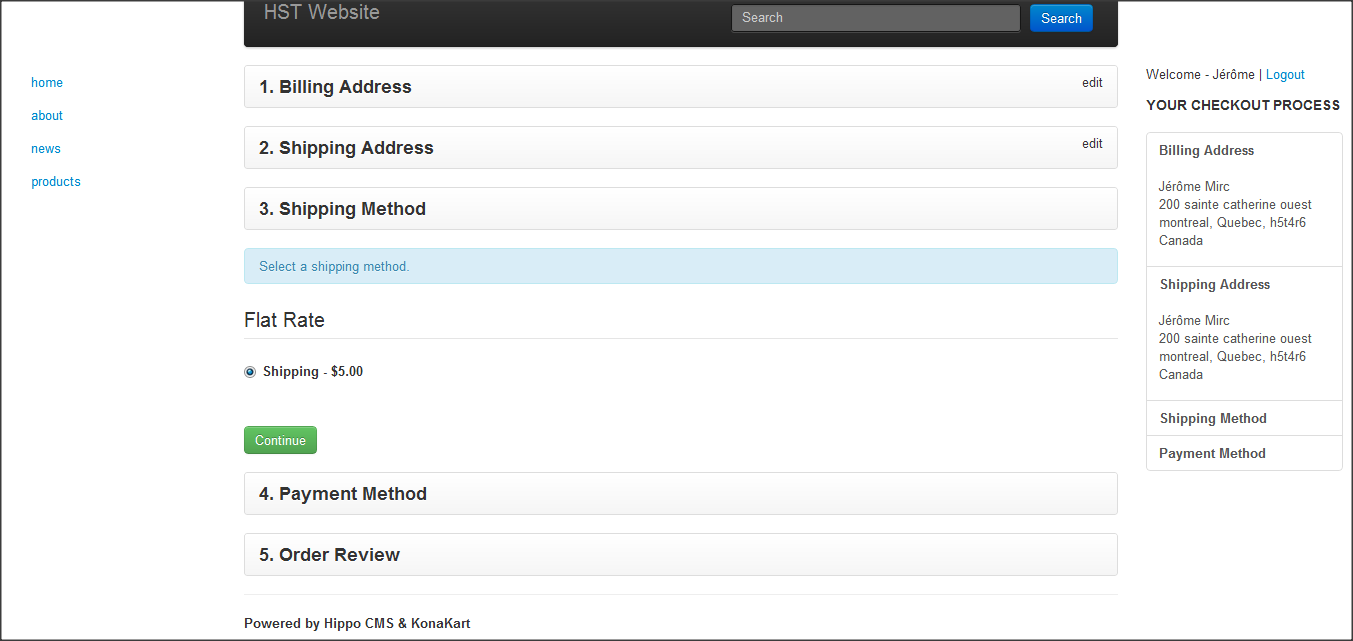 HST Website
Search
Search
home
about
news
products
1. Billing Address
edit
2. Shipping Address
edit
3. Shipping Method
Select a shipping method.
Flat Rate
Shipping - $5.00
Continue
4. Payment Method
5. Order Review
Powered by Hippo CMS & KonaKart
Welcome - Jérôme | Logout
YOUR CHECKOUT PROCESS
Billing Address
Jérôme Mirc
200 sainte catherine ouest
montreal, Quebec, h5t4r6
Canada
Shipping Address
Jérôme Mirc
200 sainte catherine ouest
montreal, Quebec, h5t4r6
Canada
Shipping Method
Payment Method